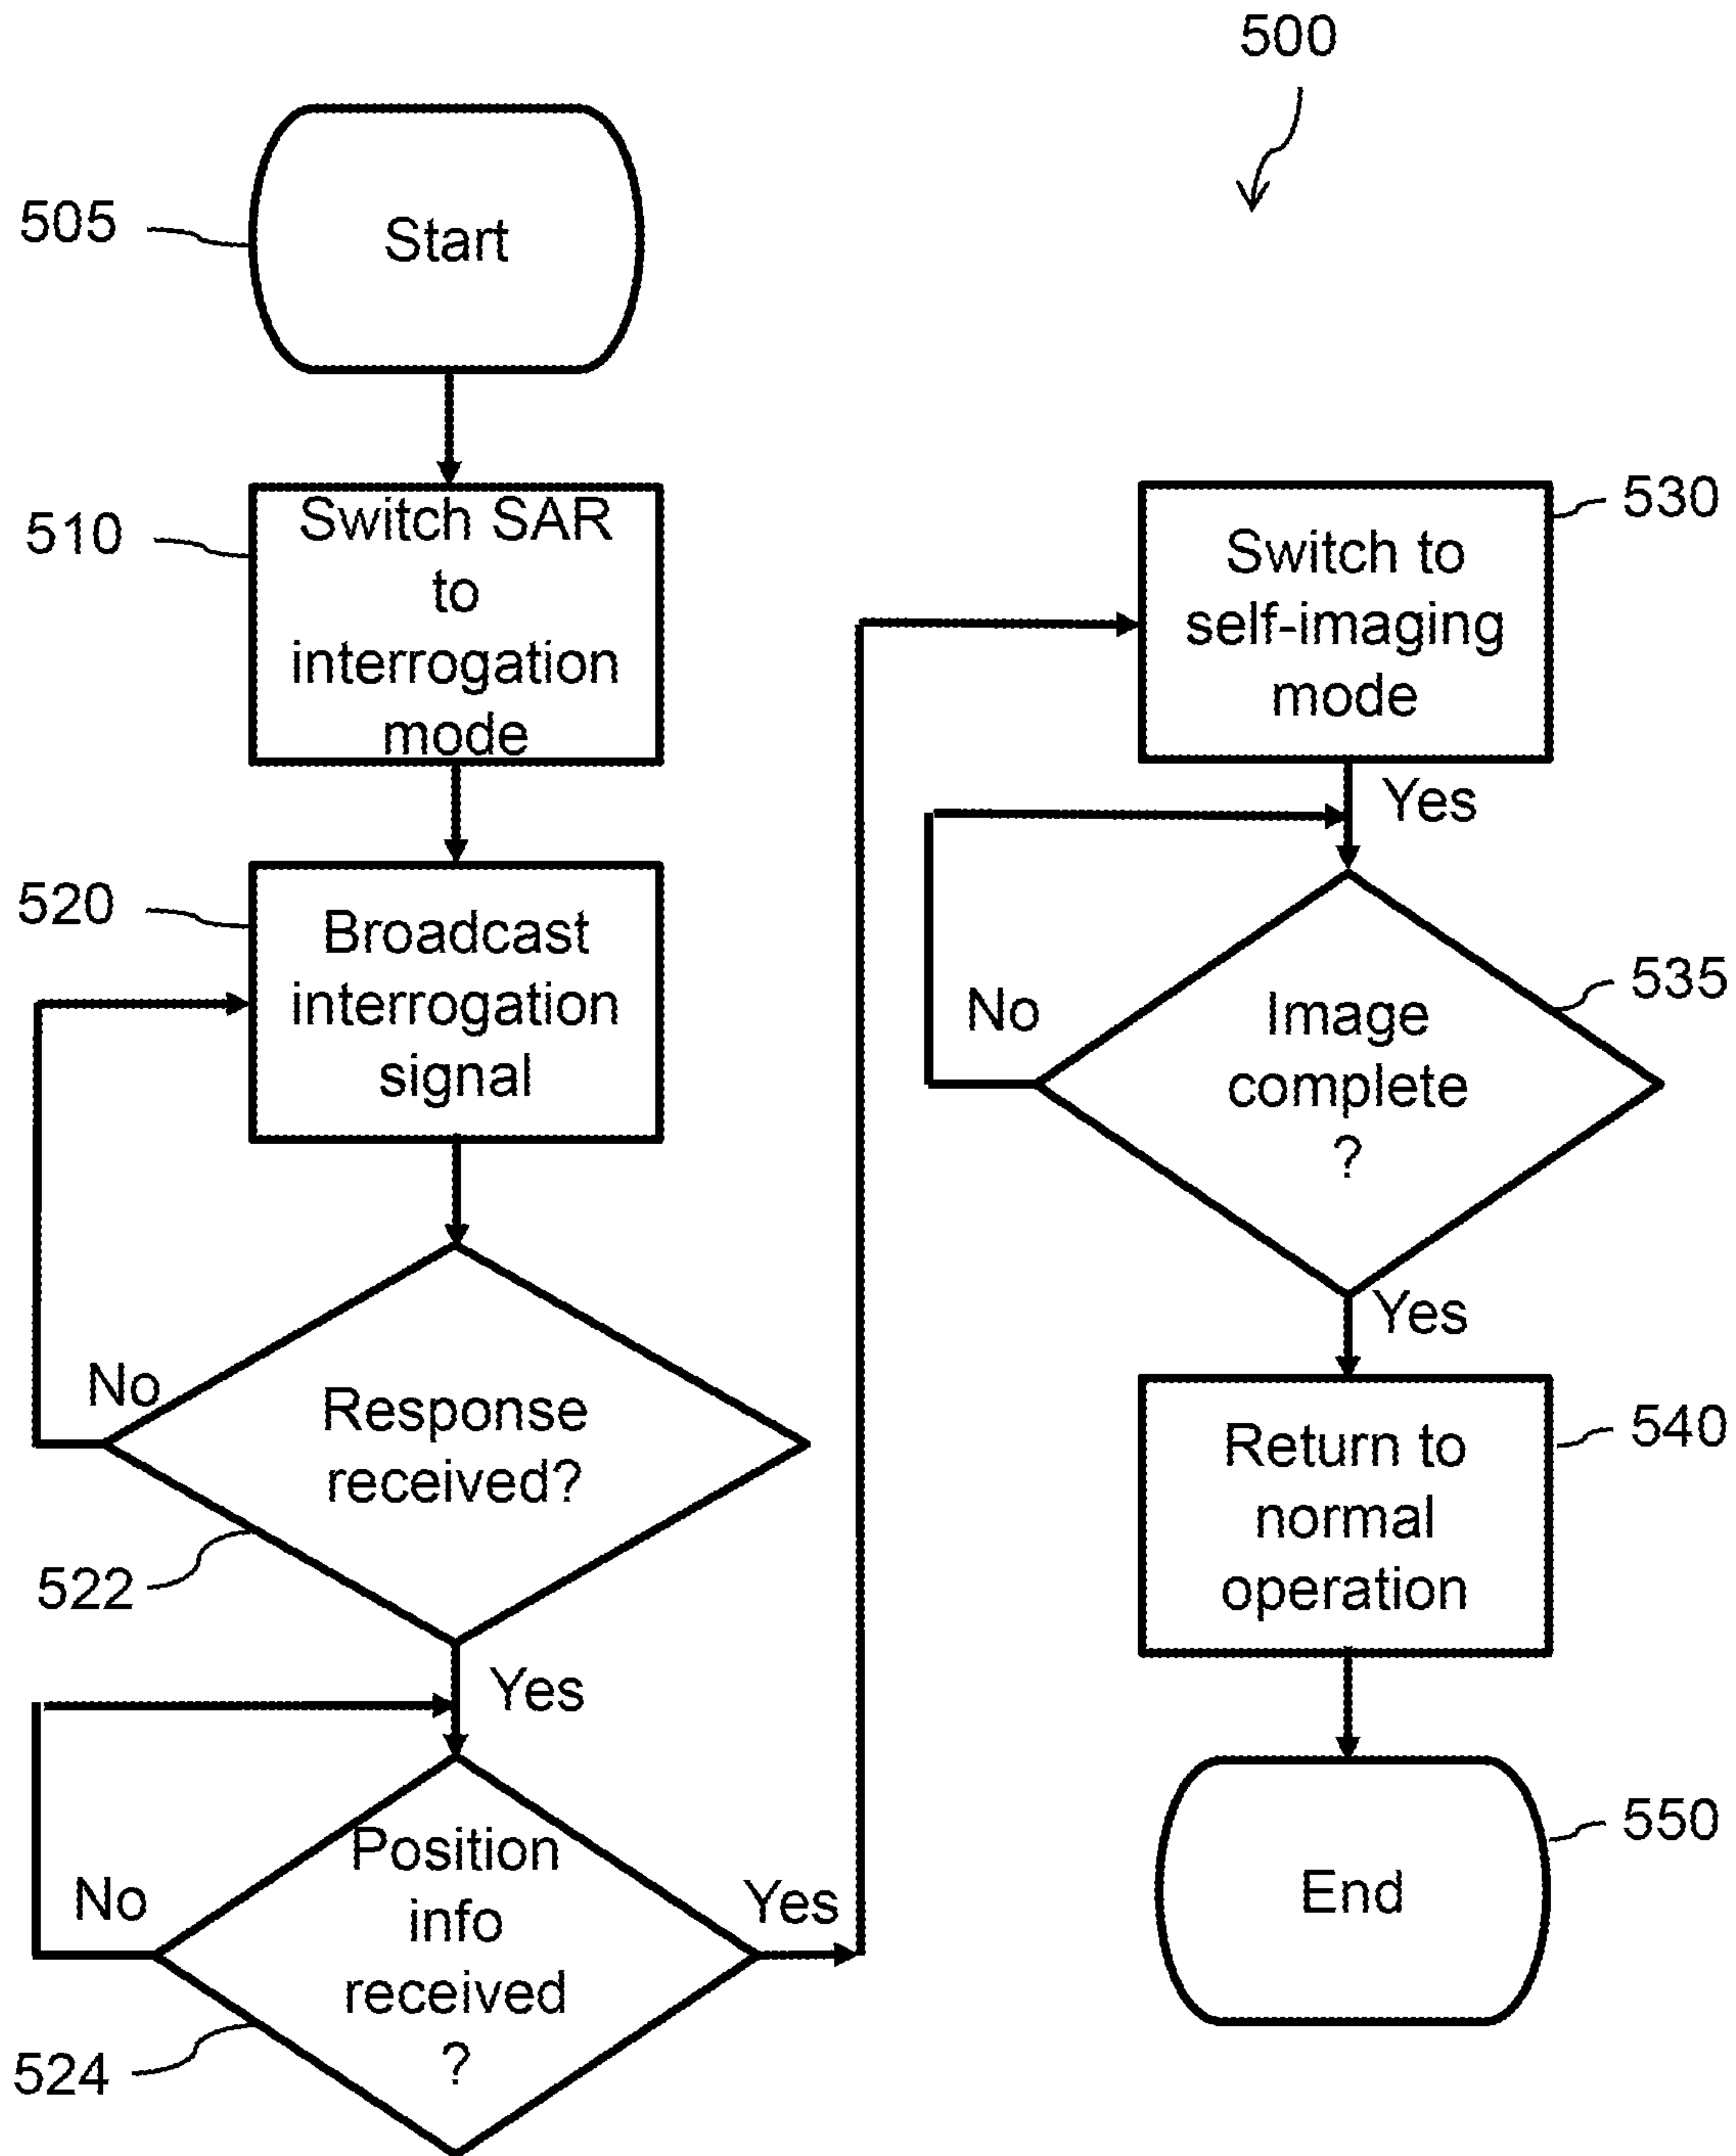 500
505
Start
510
Switch SAR
to
interrogation
mode
520
Broadcast
interrogation
signal
No
Response
received?
522
Yes
No
Position
info
received
?
Yes
524
530
Switch to
self-imaging
mode
Yes
535
No
Image
complete
?
Yes
540
Return to
normal
operation
550
End